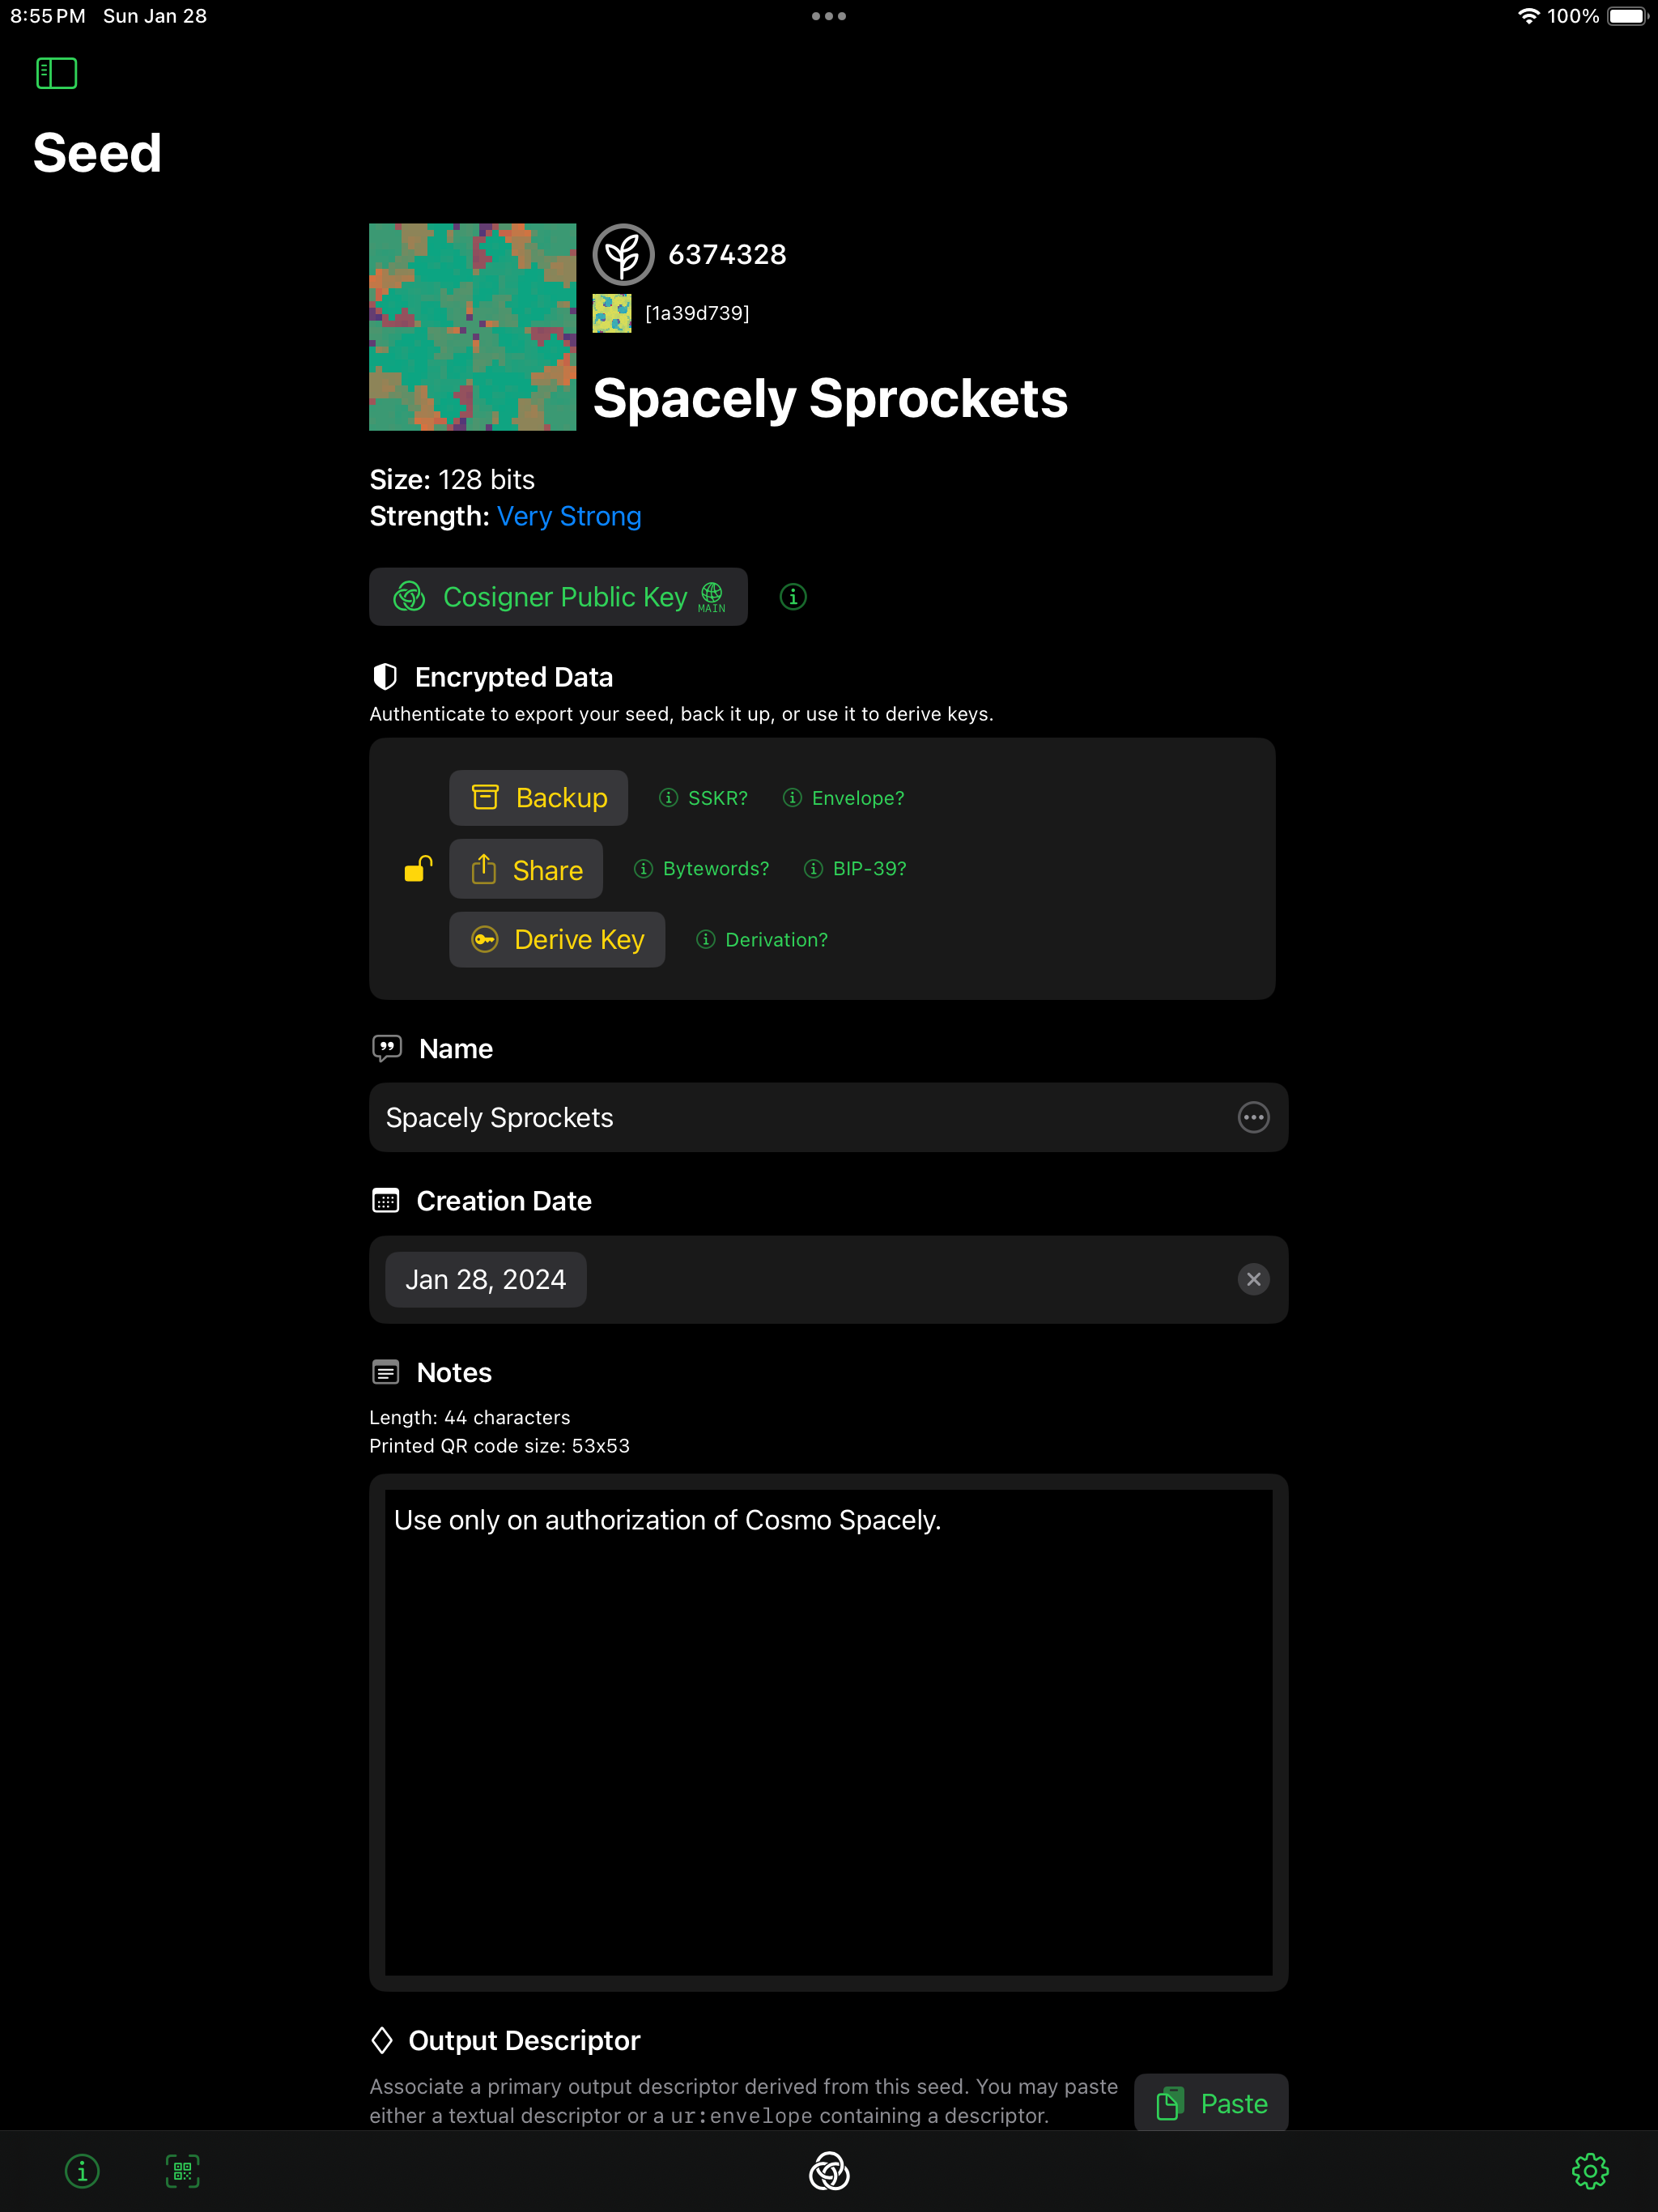 8:55 PM Sun Jan 28
100%
Seed
6374328
[1a39d739]
Spacely Sprockets
Size: 128 bits
Strength: Very Strong
Cosigner Public Key MAIN
Encrypted Data
Authenticate to export your seed, back it up, or use it to derive keys.
Backup SSKR? Envelope?
Share Bytewords? BIP-39?
Derive Key Derivation?
Name
Spacely Sprockets
Creation Date
Jan 28, 2024
Notes
Length: 44 characters
Printed QR code size: 53x53
Use only on authorization of Cosmo Spacely.
Output Descriptor
Associate a primary output descriptor derived from this seed. You may paste
either a textual descriptor or a ur:envelope containing a descriptor.
Paste